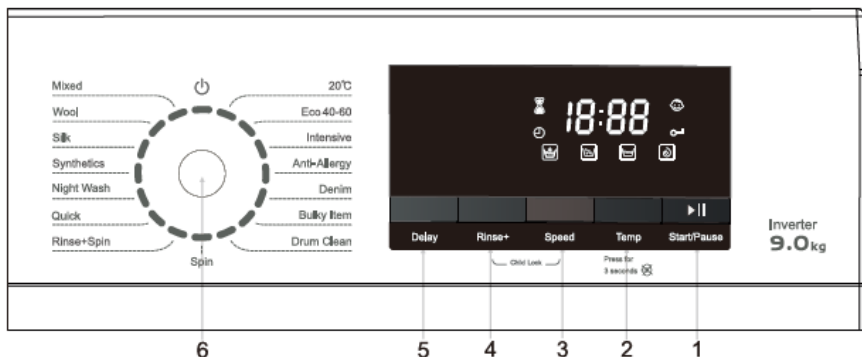 Mixed
Wool
Silk
Synthetics
Night Wash
Quick
Rinse+Spin
Spin
20℃
Eco 40-60
Intensive
Anti-Allergy
Denim
Bulky Item
Drum Clean
18:88
Delay
Rinse+
Speed
Temp
Start/Pause
Child Lock
Press for
3 seconds
Inverter
9.0kg
6
5
4
3
2
1